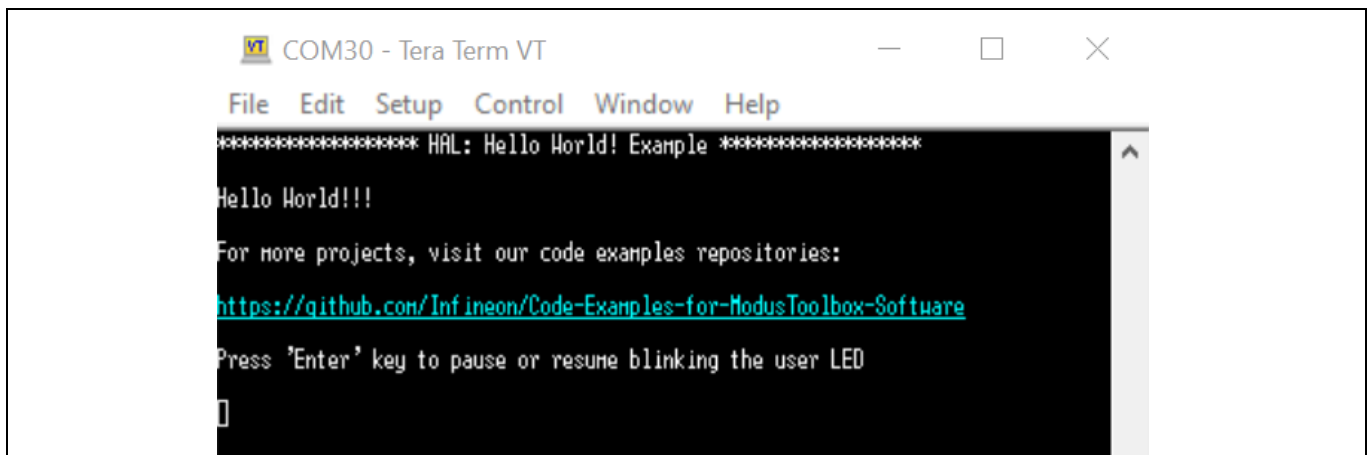 COM30 - Tera Term VT
File Edit Setup Control Window Help
******************** HAL: Hello World! Example ********************
Hello World!!!
For more projects, visit our code examples repositories:
https://github.com/Infineon/Code-Examples-for-ModusToolbox-Software
Press 'Enter' key to pause or resume blinking the user LED